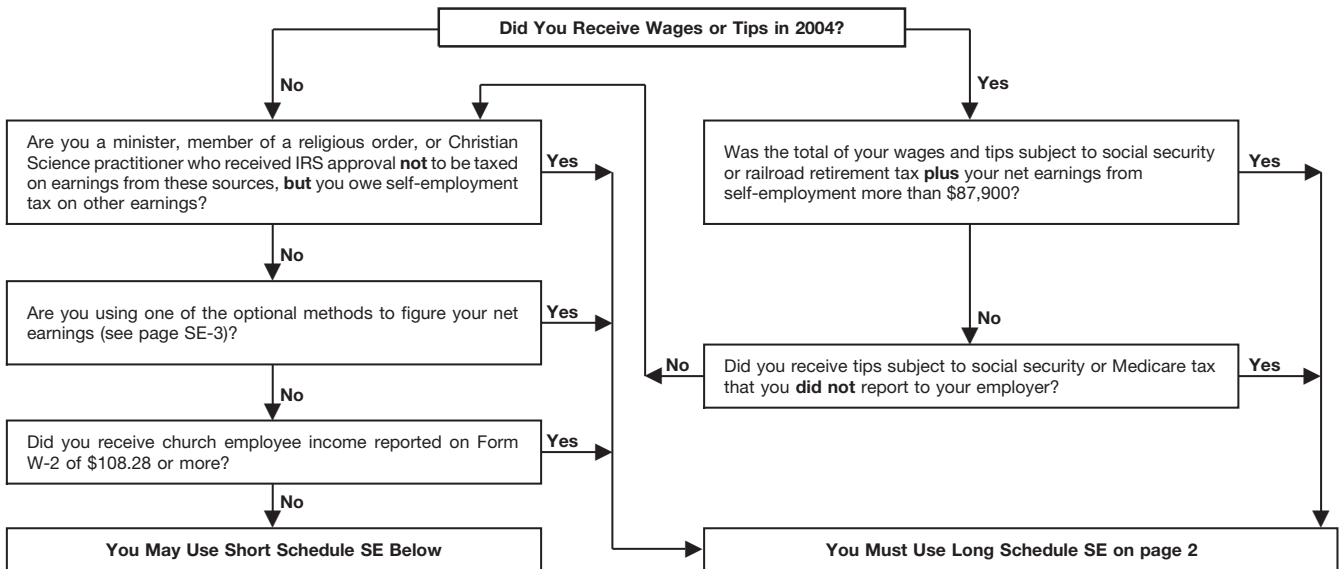 Did You Receive Wages or Tips in 2004?
No
Yes
Are you a minister, member of a religious order, or Christian
Science practitioner who received IRS approval not to be taxed
on earnings from these sources, but you owe self-employment
tax on other earnings?
Yes
Was the total of your wages and tips subject to social security
or railroad retirement tax plus your net earnings from
self-employment more than $87,900?
Yes
No
Are you using one of the optional methods to figure your net
earnings (see page SE-3)?
Yes
No
No
Did you receive tips subject to social security or Medicare tax
that you did not report to your employer?
Yes
No
Did you receive church employee income reported on Form
W-2 of $108.28 or more?
Yes
No
You May Use Short Schedule SE Below
You Must Use Long Schedule SE on page 2